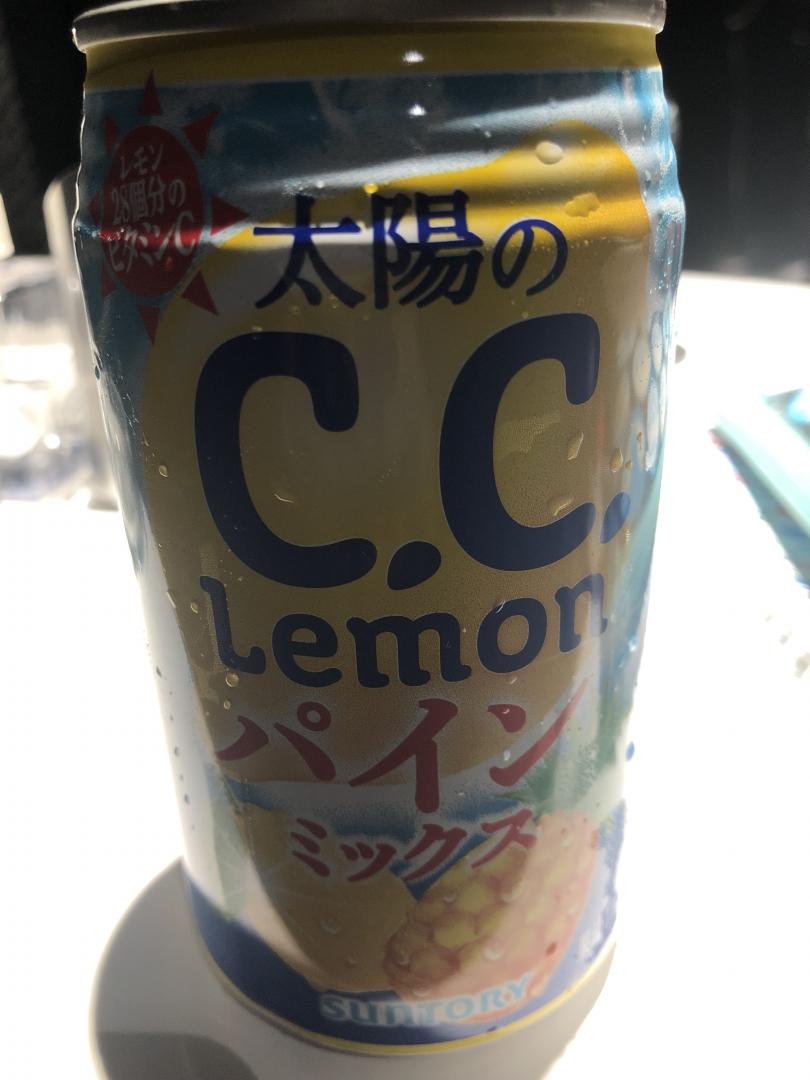 レモン
28個分の
ビタミンC
太陽の
C.C.
Lemon
パイン
ミックス
SUNTORY